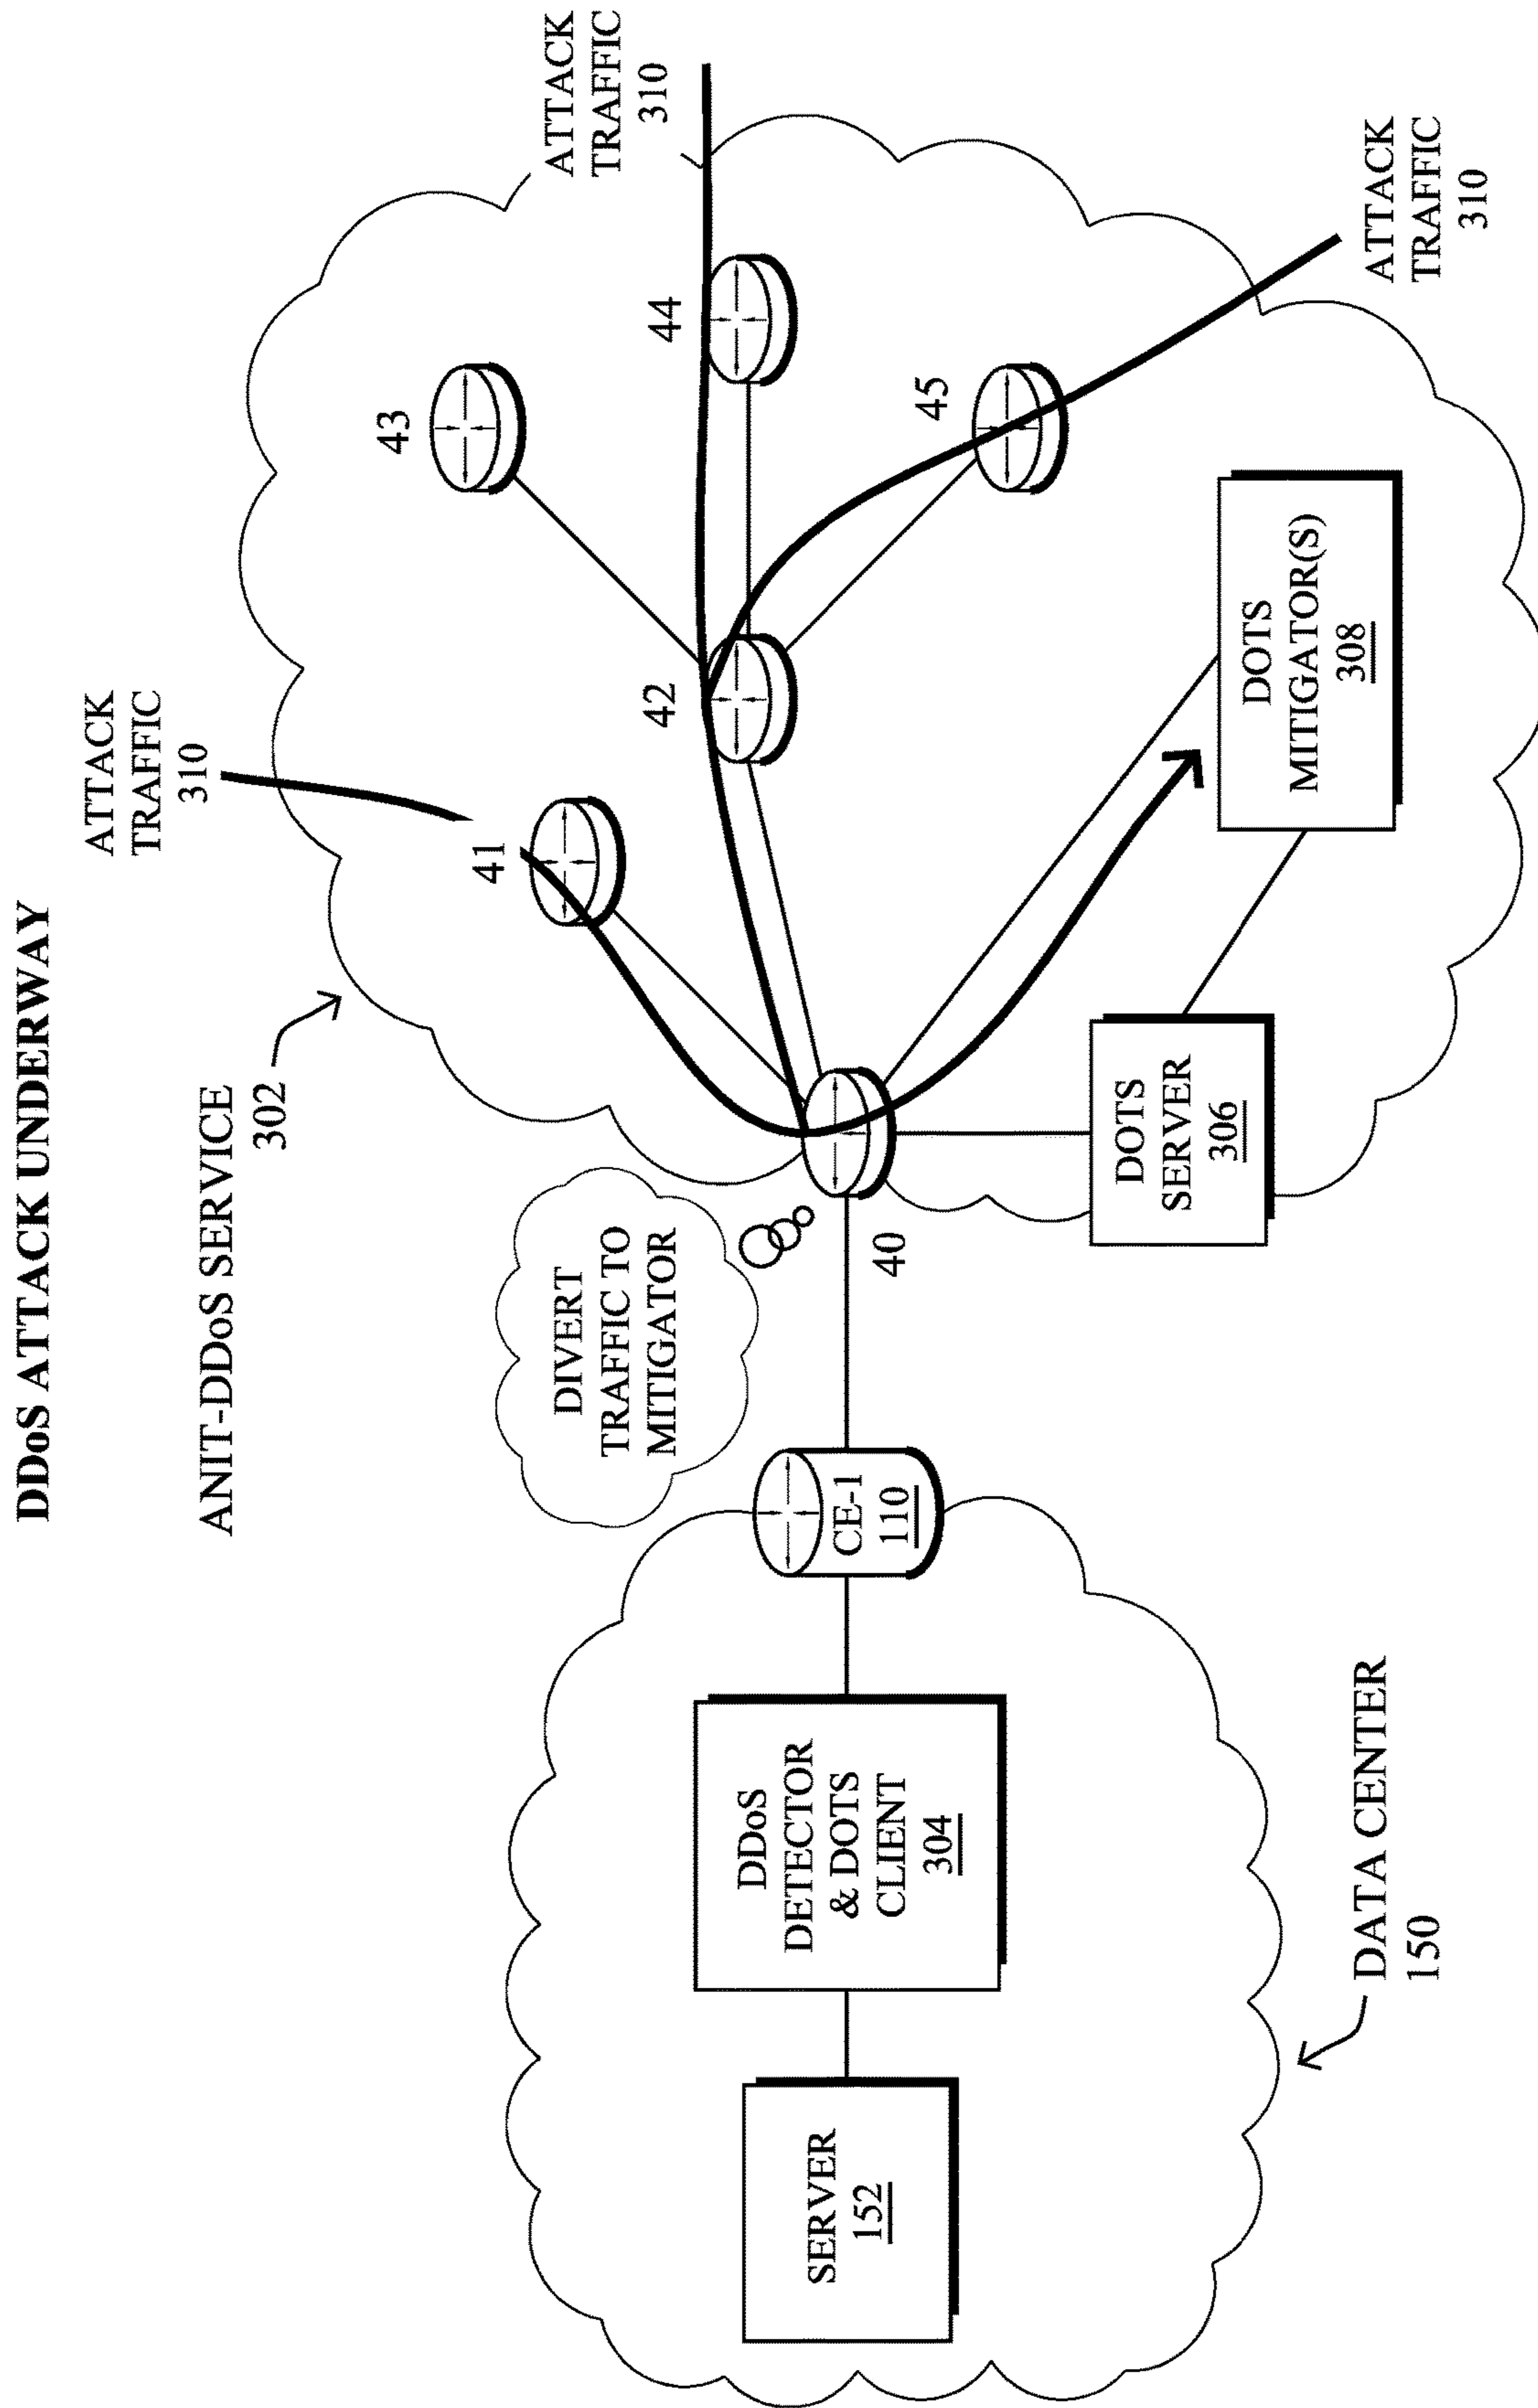 DDoS ATTACK UNDERWAY
ANIT-DDoS SERVICE
302
ATTACK
TRAFFIC
310
ATTACK
TRAFFIC
310
ATTACK
TRAFFIC
310
41
42
43
44
45
40
DIVERT
TRAFFIC TO
MITIGATOR
SERVER
152
DDoS
DETECTOR
& DOTS
CLIENT
304
CE-1
110
DOTS
SERVER
306
DOTS
MITIGATOR(S)
308
DATA CENTER
150